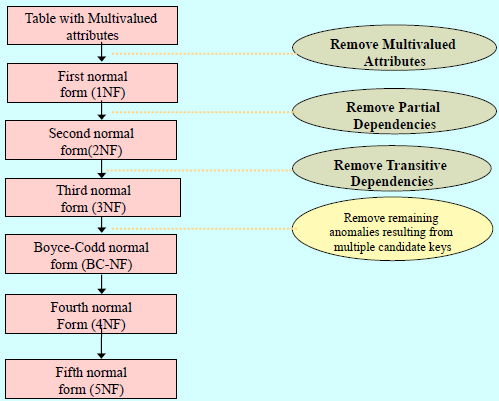 Table with Multivalued
attributes
Remove Multivalued
Attributes
First normal
form (1NF)
Remove Partial
Dependencies
Second normal
form(2NF)
Remove Transitive
Dependencies
Third normal
form (3NF)
Remove remaining
anomalies resulting from
multiple candidate keys
Boyce-Codd normal
form (BC-NF)
Fourth normal
Form (4NF)
Fifth normal
form (5NF)